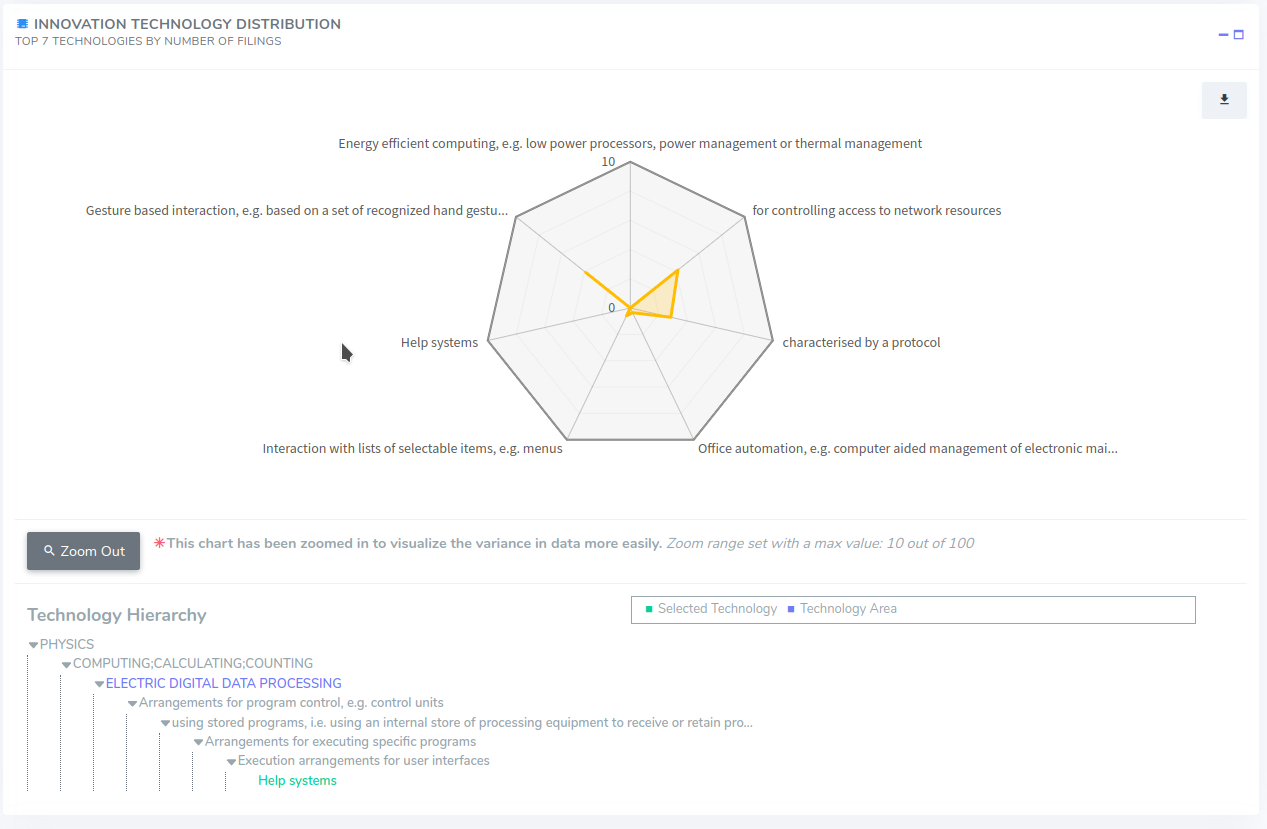 INNOVATION TECHNOLOGY DISTRIBUTION
TOP 7 TECHNOLOGIES BY NUMBER OF FILINGS
Energy efficient computing, e.g. low power processors, power management or thermal management
10
Gesture based interaction, e.g. based on a set of recognized hand gestu...
for controlling access to network resources
0
Help systems
characterised by a protocol
Interaction with lists of selectable items, e.g. menus
Office automation, e.g. computer aided management of electronic mai...
Zoom Out
✳This chart has been zoomed in to visualize the variance in data more easily. Zoom range set with a max value: 10 out of 100
Technology Hierarchy
Selected Technology Technology Area
PHYSICS
COMPUTING;CALCULATING;COUNTING
ELECTRIC DIGITAL DATA PROCESSING
Arrangements for program control, e.g. control units
using stored programs, i.e. using an internal store of processing equipment to receive or retain pro...
Arrangements for executing specific programs
Execution arrangements for user interfaces
Help systems